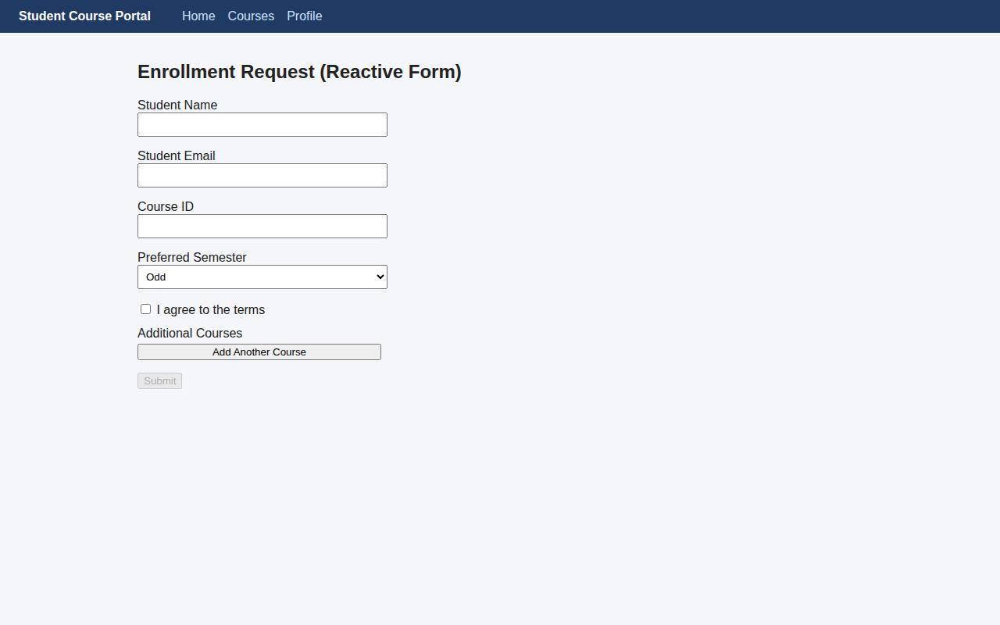 Student Course Portal Home Courses Profile
Enrollment Request (Reactive Form)
Student Name
Student Email
Course ID
Preferred Semester
Odd
I agree to the terms
Additional Courses
Add Another Course
Submit